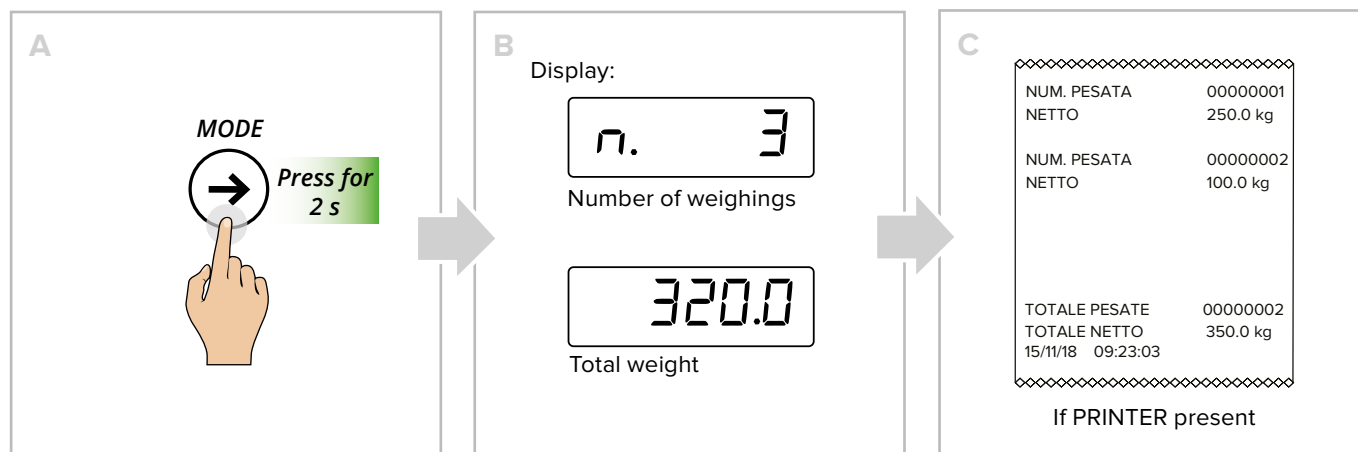 A
MODE
Press for
2 s
B
Display:
n. 3
Number of weighings
320.0
Total weight
C
NUM. PESATA 00000001
NETTO 250.0 kg
NUM. PESATA 00000002
NETTO 100.0 kg
TOTALE PESATE 00000002
TOTALE NETTO 350.0 kg
15/11/18 09:23:03
If PRINTER present